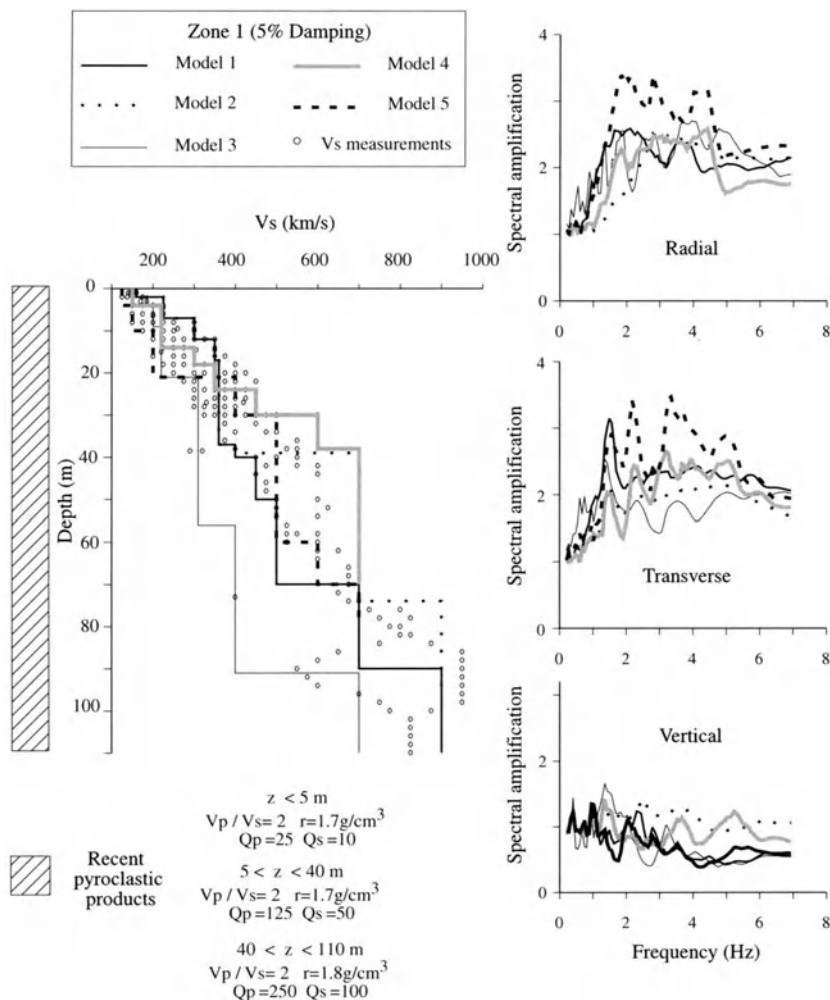 Zone 1 (5% Damping)
Model 1
Model 4
Model 2
Model 5
Model 3
Vs measurements
Vs (km/s)
200 400 600 800 1000
0
20
40
60
80
100
Depth (m)
z < 5 m
Vp / Vs= 2 r=1.7g/cm3
Qp=25 Qs=10
5 < z < 40 m
Vp / Vs= 2 r=1.7g/cm3
Qp=125 Qs=50
40 < z < 110 m
Vp / Vs= 2 r=1.8g/cm3
Qp =250 Qs=100
Recent
pyroclastic
products
4
2
0
Spectral amplification
Radial
0 2 4 6 8
4
2
0
Spectral amplification
Transverse
0 2 4 6 8
2
0
Spectral amplification
Vertical
0 2 4 6 8
Frequency (Hz)